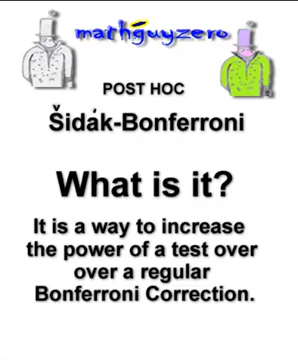 mathguyzero
POST HOC
Šidák-Bonferroni
What is it?
It is a way to increase
the power of a test over
over a regular
Bonferroni Correction.